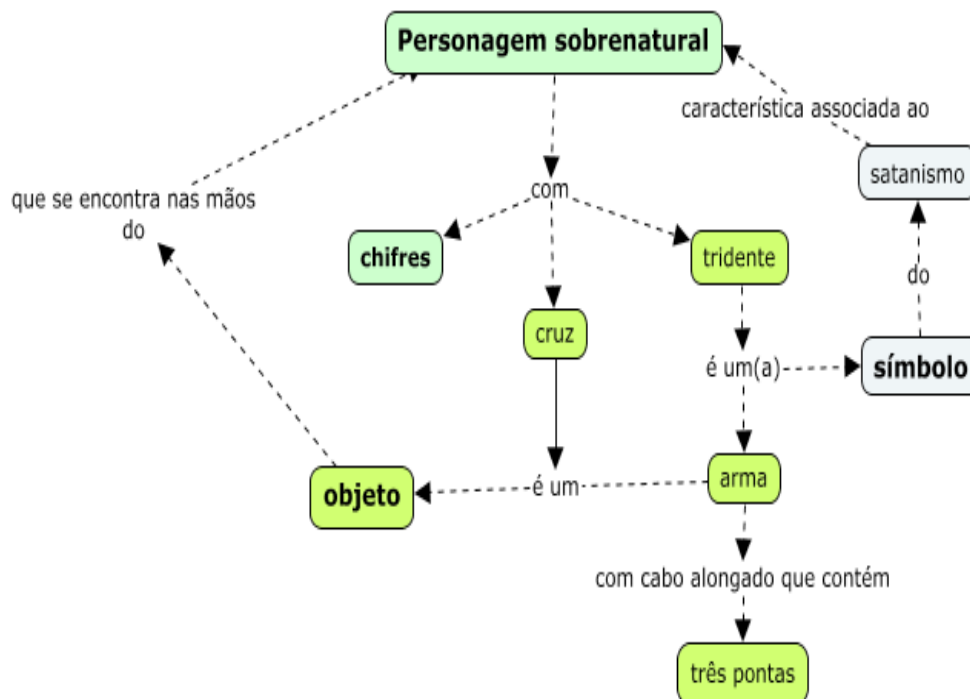 Personagem sobrenatural
característica associada ao
satanismo
que se encontra nas mãos
do
com
chifres
tridente
do
cruz
é um(a)
símbolo
objeto
é um
arma
com cabo alongado que contém
três pontas